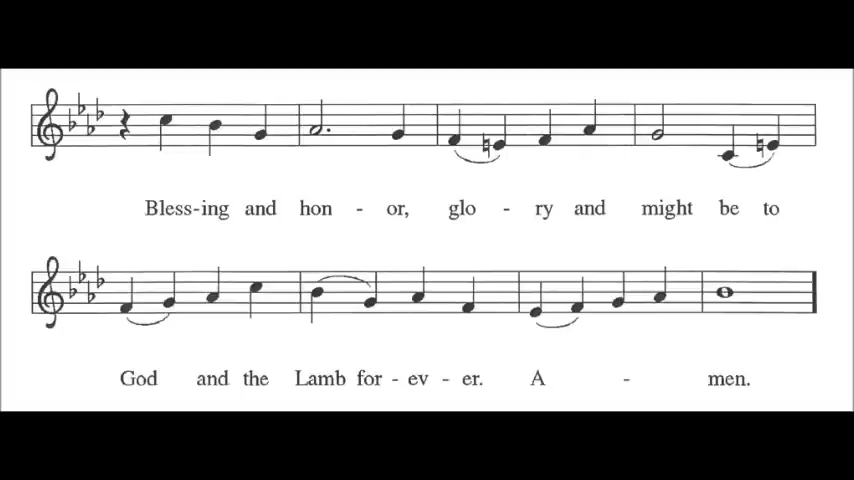 Bless-ing and hon - or, glo - ry and might be to
God and the Lamb for - ev - er. A - men.